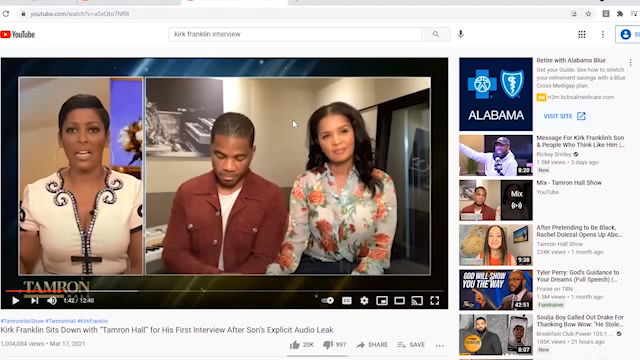 youtube.com/watch?v=a5xQto7Nf0I
YouTube
kirk franklin interview
TAMRON
1:42 / 13:40
#TamronHallShow #TamronHall #KirkFranklin
Kirk Franklin Sits Down with "Tamron Hall" for His First Interview After Son's Explicit Audio Leak
1,004,084 views • Mar 17, 2021
20K
997
SHARE
SAVE
ALABAMA
Retire with Alabama Blue
Get your Guide. See how to stretch
your retirement savings with a Blue
Cross Medigap plan.
Ad
n2m.bcbsalmedicare.com
VISIT SITE
8:20
Message For Kirk Franklin's Son
& People Who Think Like Him |
Rickey Smiley
1.5M views • 3 days ago
New
Mix
Mix - Tamron Hall Show
YouTube
9:38
After Pretending to Be Black,
Rachel Dolezal Opens Up Abo...
Tamron Hall Show
224K views • 1 month ago
GOD WILL SHOW
YOU THE WAY
42:51
Tyler Perry: God's Guidance to
Your Dreams (Full Speech) |
Praise on TBN
1.5M views • 1 month ago
Fundraiser
8:07
Soulja Boy Called Out Drake For
Thanking Bow Wow: "He Stole...
Breakfast Club Power 105.1
185K views • 21 hours ago
New